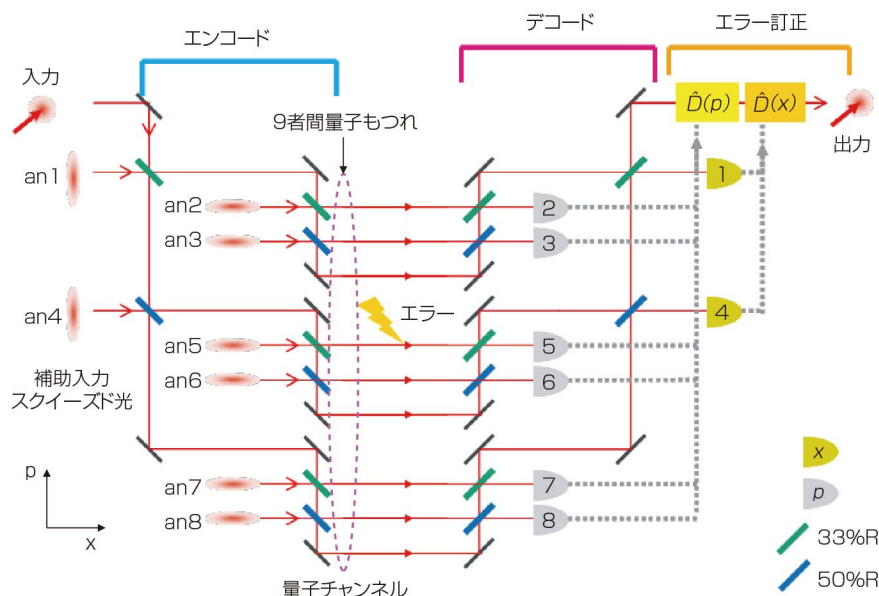 エンコード
デコード
エラー訂正
入力
D̂(p)
D̂(x)
出力
9者間量子もつれ
an1
1
an2
2
an3
3
an4
エラー
4
an5
5
an6
6
補助入力
スクイーズド光
p
x
an7
7
an8
8
量子チャンネル
x
p
33%R
50%R